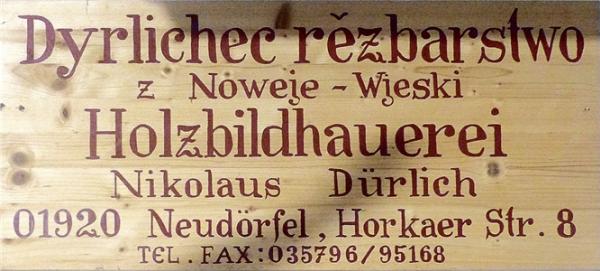 Dyrlichec rězbarstwo
z Noweje-Wjeski
Holzbildhauerei
Nikolaus Dürlich
01920 Neudörfel, Horkaer Str. 8
TEL. FAX: 035796/95168